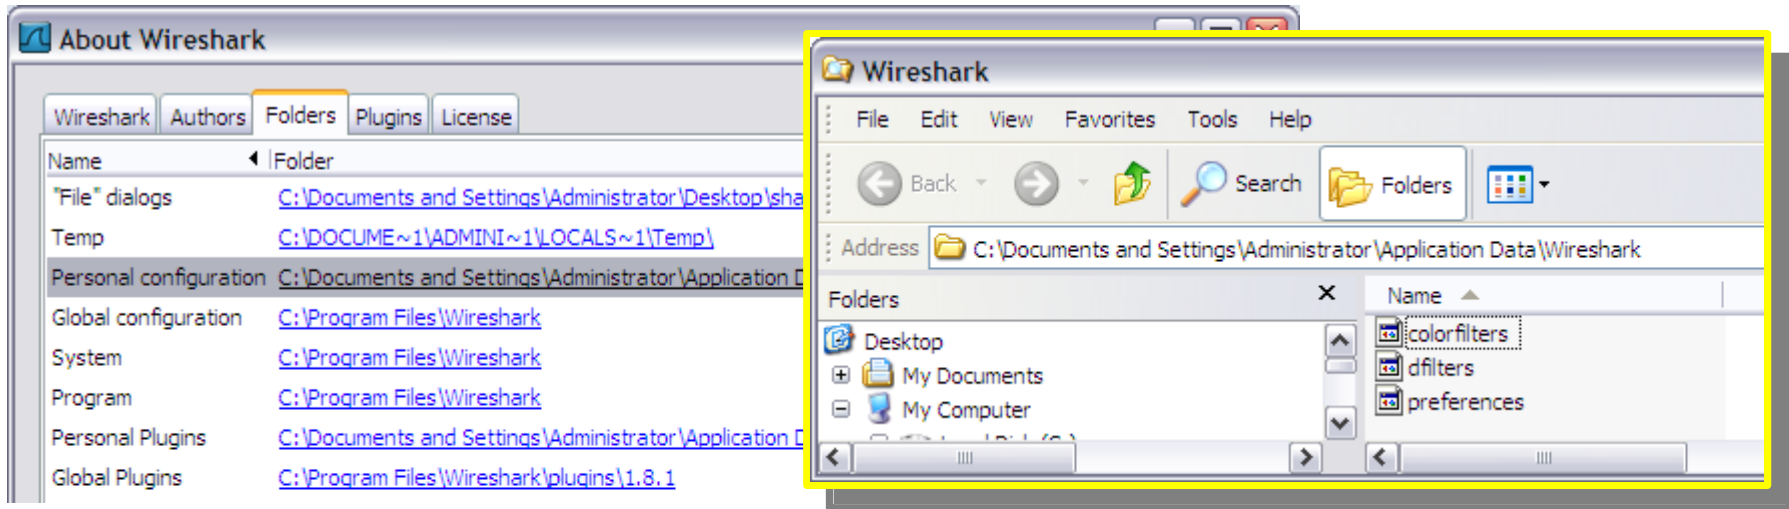 About Wireshark
Wireshark Authors Folders Plugins License
Name Folder
"File" dialogs C:\Documents and Settings\Administrator\Desktop\sha
Temp C:\DOCUME~1\ADMINI~1\LOCALS~1\Temp\
Personal configuration C:\Documents and Settings\Administrator\Application D
Global configuration C:\Program Files\Wireshark
System C:\Program Files\Wireshark
Program C:\Program Files\Wireshark
Personal Plugins C:\Documents and Settings\Administrator\Application D
Global Plugins C:\Program Files\Wireshark\plugins\1.8.1
Wireshark
File Edit View Favorites Tools Help
Back Search Folders
Address C:\Documents and Settings\Administrator\Application Data\Wireshark
Folders
Desktop
My Documents
My Computer
Name
colorfilters
dfilters
preferences